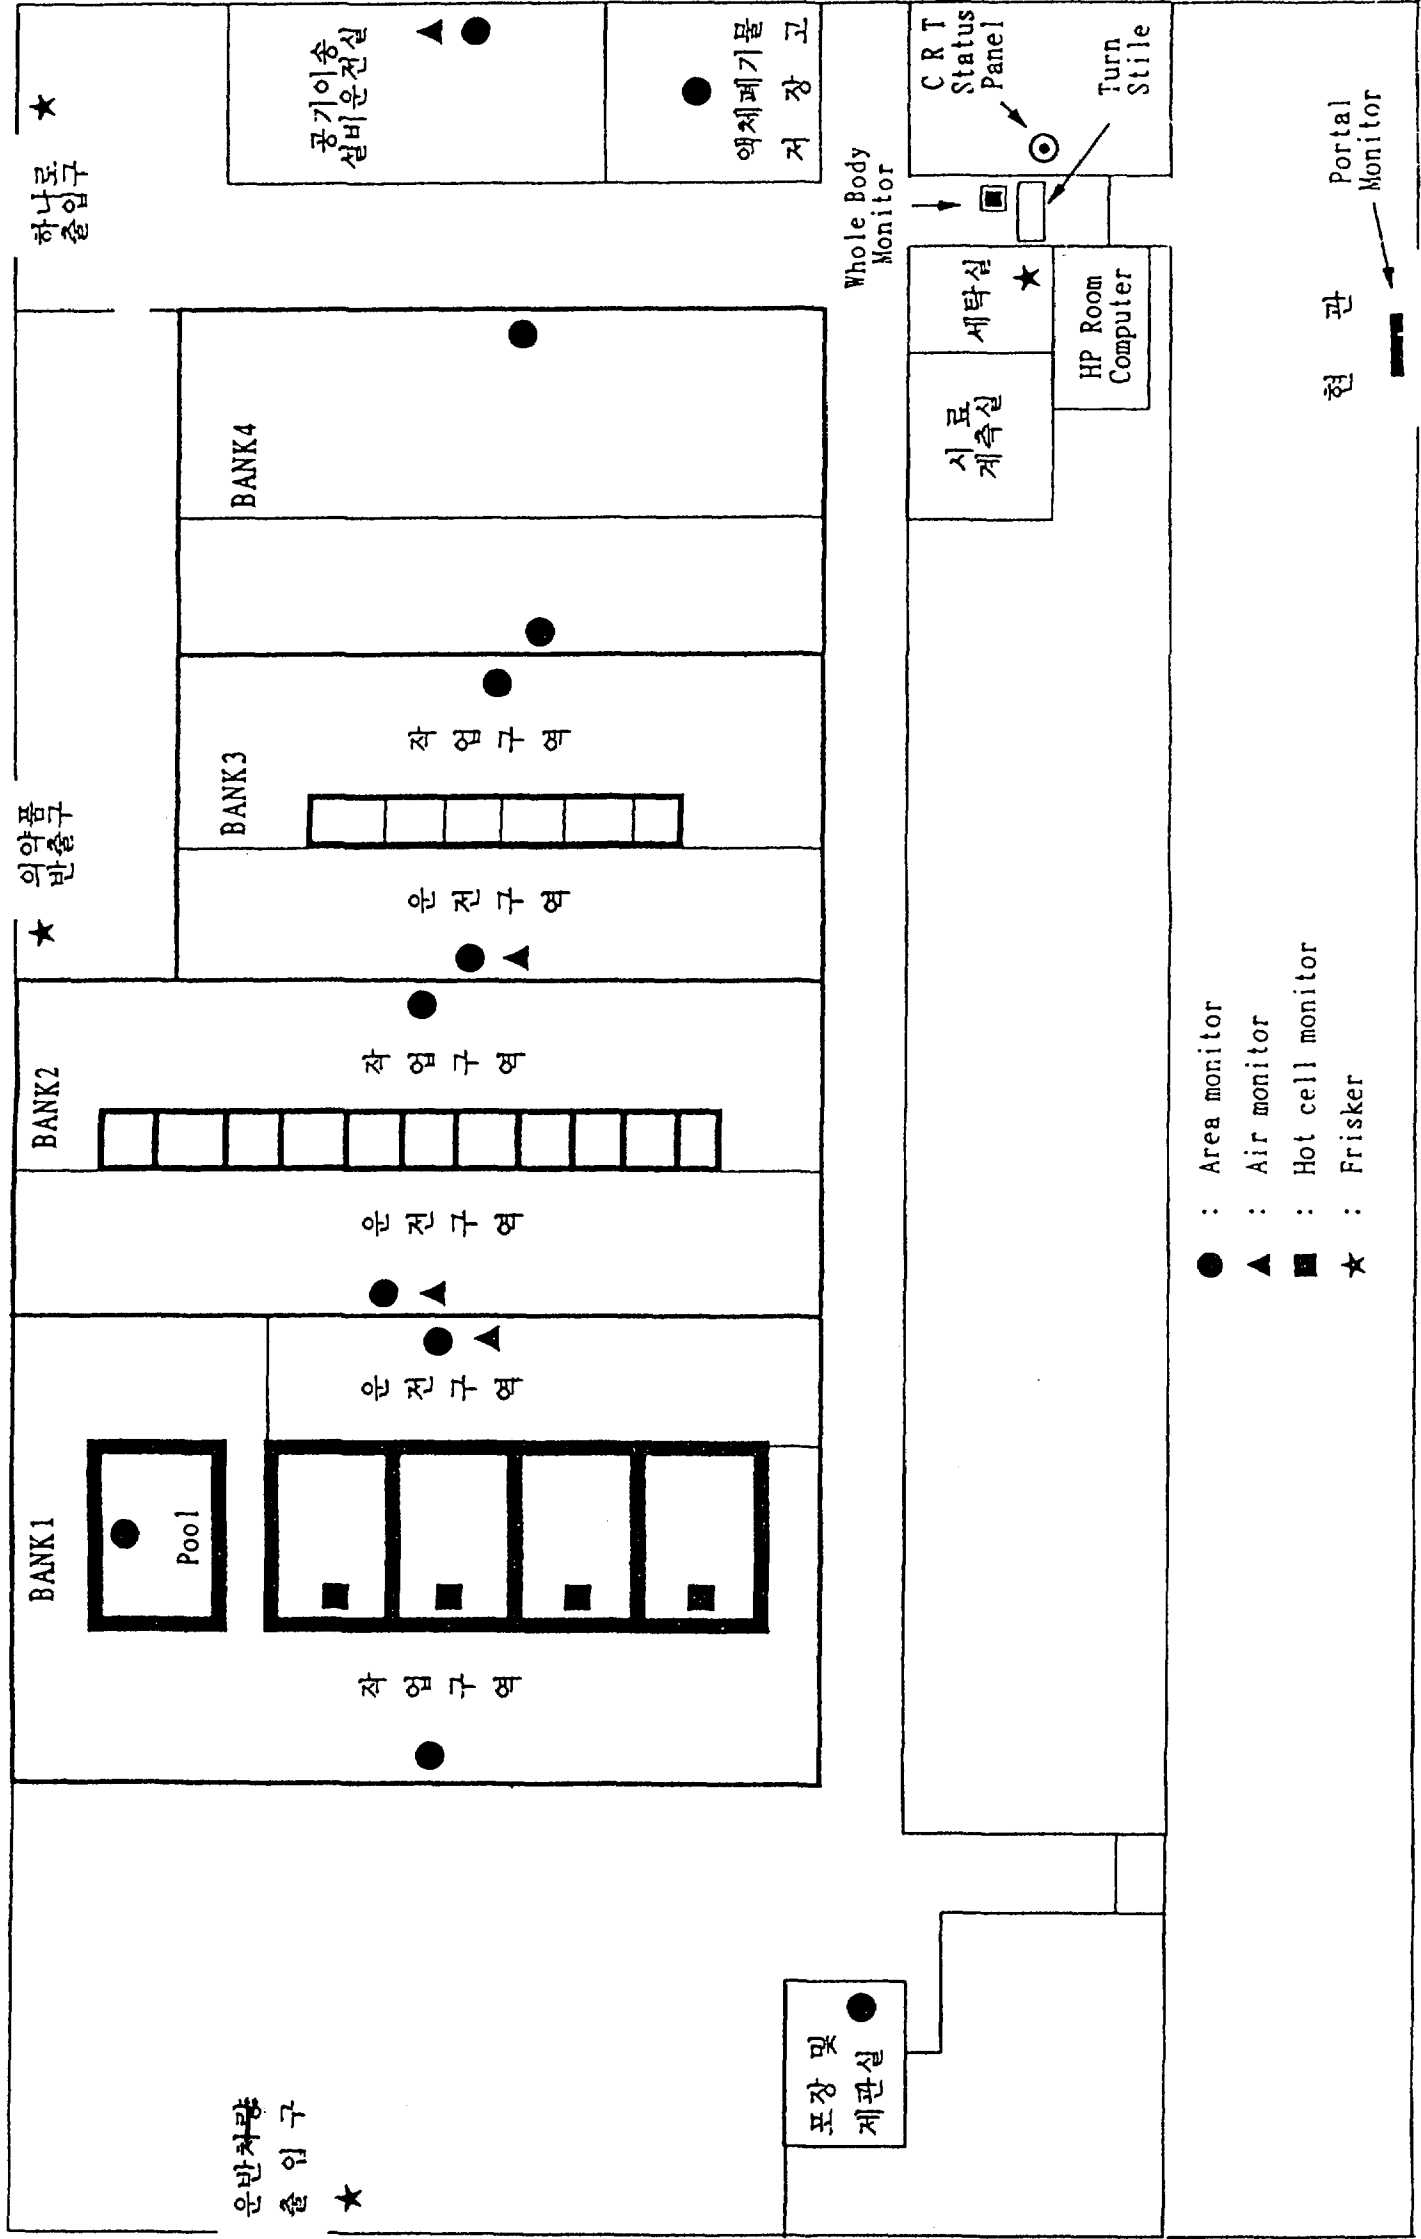 운반차량
출 입 구
포장 및
제관실
BANK1
Pool
작 업 구 역
운 전 구 역
BANK2
운 전 구 역
작 업 구 역
의약품
반출구
BANK3
운 전 구 역
작 업 구 역
BANK4
하나로
출입구
공기이송
설비운전실
액체폐기물
저 장 고
Whole Body
Monitor
C R T
Status
Panel
Turn
Stile
시 료
계측실
세탁실
HP Room
Computer
현 관
Portal
Monitor
● : Area monitor
▲ : Air monitor
■ : Hot cell monitor
★ : Frisker